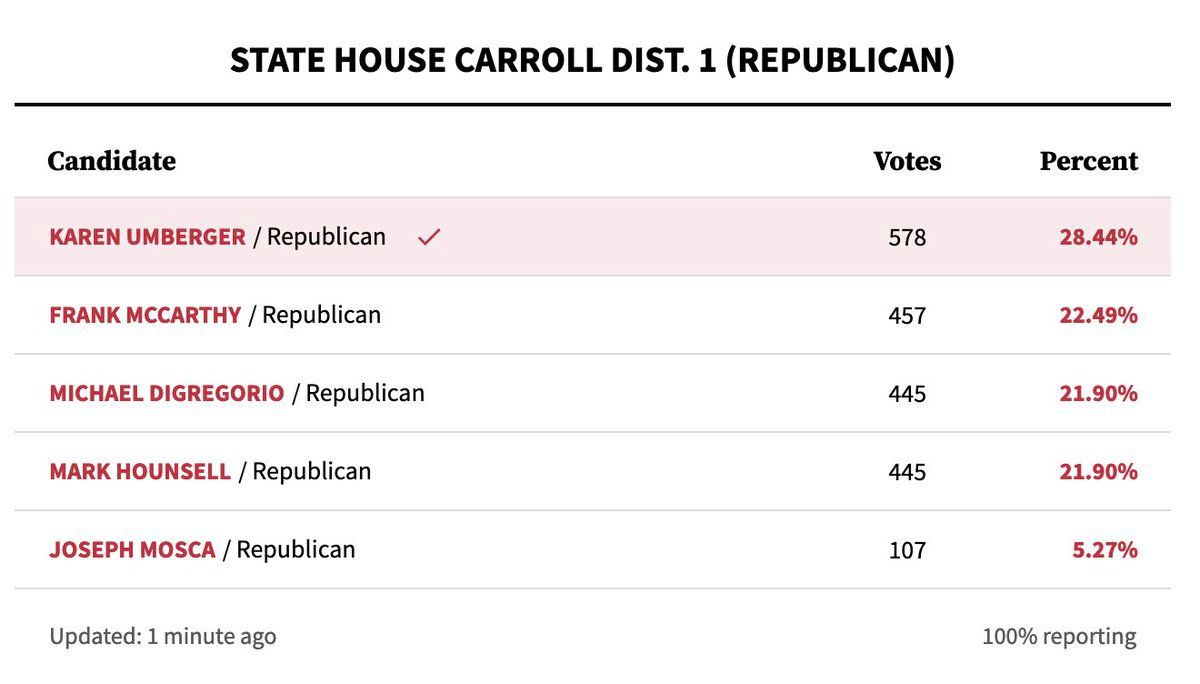 STATE HOUSE CARROLL DIST. 1 (REPUBLICAN)
Candidate Votes Percent
KAREN UMBERGER / Republican ✓ 578 28.44%
FRANK MCCARTHY / Republican 457 22.49%
MICHAEL DIGREGORIO / Republican 445 21.90%
MARK HOUNSELL / Republican 445 21.90%
JOSEPH MOSCA / Republican 107 5.27%
Updated: 1 minute ago 100% reporting